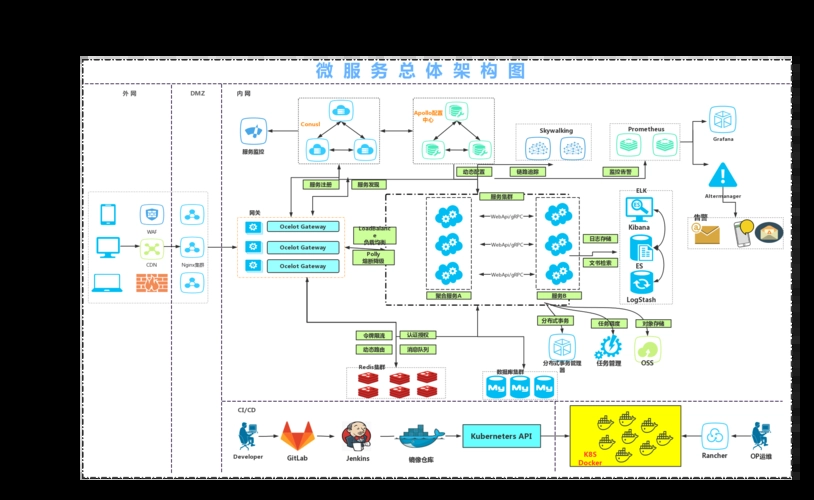 微服务总体架构图
外网
DMZ
内网
Consul
Apollo配置
中心
服务监控
Skywalking
Prometheus
Grafana
Altermanager
告警
服务注册
服务发现
动态配置
链路追踪
监控告警
WAF
CDN
Nginx集群
网关
Ocelot Gateway
Ocelot Gateway
Ocelot Gateway
LoadBalanc
e
负载均衡
Polly
熔断降级
服务集群
WebApi/gRPC
WebApi/gRPC
WebApi/gRPC
聚合服务A
服务B
日志存储
文书检索
ELK
Kibana
ES
LogStash
分布式事务
任务调度
对象存储
分布式事务管理
器
任务管理
OSS
令牌限流
认证授权
动态路由
消息队列
Redis集群
数据库集群
My
My
My
CI/CD
Developer
GitLab
Jenkins
镜像仓库
Kuberneters API
K8S
Docker
Rancher
OP运维